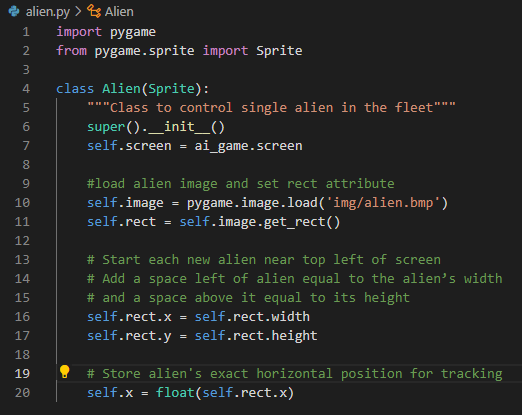 alien.py > Alien
1 import pygame
2 from pygame.sprite import Sprite
3
4 class Alien(Sprite):
5     """Class to control single alien in the fleet"""
6     super().__init__()
7     self.screen = ai_game.screen
8
9     #load alien image and set rect attribute
10     self.image = pygame.image.load('img/alien.bmp')
11     self.rect = self.image.get_rect()
12
13     # Start each new alien near top left of screen
14     # Add a space left of alien equal to the alien’s width
15     # and a space above it equal to its height
16     self.rect.x = self.rect.width
17     self.rect.y = self.rect.height
18
19     # Store alien's exact horizontal position for tracking
20     self.x = float(self.rect.x)